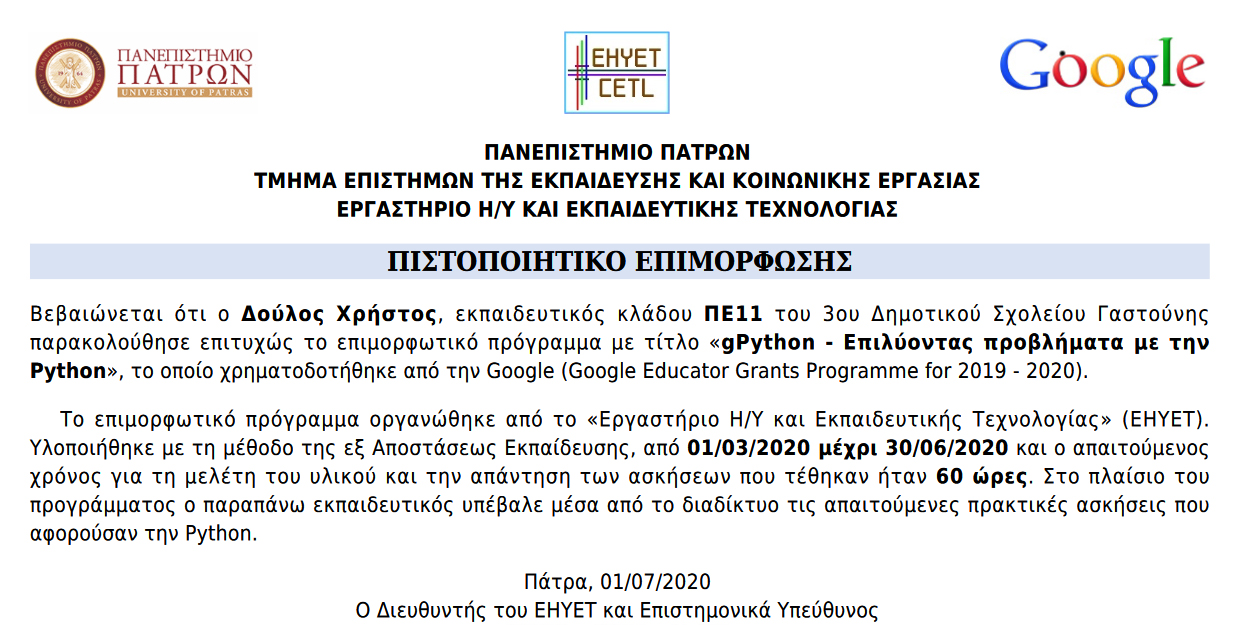 ΠΑΝΕΠΙΣΤΗΜΙΟ
ΠΑΤΡΩΝ
UNIVERSITY OF PATRAS
EHYET
CETL
Google
ΠΑΝΕΠΙΣΤΗΜΙΟ ΠΑΤΡΩΝ
ΤΜΗΜΑ ΕΠΙΣΤΗΜΩΝ ΤΗΣ ΕΚΠΑΙΔΕΥΣΗΣ ΚΑΙ ΚΟΙΝΩΝΙΚΗΣ ΕΡΓΑΣΙΑΣ
ΕΡΓΑΣΤΗΡΙΟ Η/Υ ΚΑΙ ΕΚΠΑΙΔΕΥΤΙΚΗΣ ΤΕΧΝΟΛΟΓΙΑΣ
ΠΙΣΤΟΠΟΙΗΤΙΚΟ ΕΠΙΜΟΡΦΩΣΗΣ
Βεβαιώνεται ότι ο Δούλος Χρήστος, εκπαιδευτικός κλάδου ΠΕ11 του 3ου Δημοτικού Σχολείου Γαστούνης
παρακολούθησε επιτυχώς το επιμορφωτικό πρόγραμμα με τίτλο «gPython - Επιλύοντας προβλήματα με την
Python», το οποίο χρηματοδοτήθηκε από την Google (Google Educator Grants Programme for 2019 - 2020).
Το επιμορφωτικό πρόγραμμα οργανώθηκε από το «Εργαστήριο Η/Υ και Εκπαιδευτικής Τεχνολογίας» (ΕΗΥΕΤ).
Υλοποιήθηκε με τη μέθοδο της εξ Αποστάσεως Εκπαίδευσης, από 01/03/2020 μέχρι 30/06/2020 και ο απαιτούμενος
χρόνος για τη μελέτη του υλικού και την απάντηση των ασκήσεων που τέθηκαν ήταν 60 ώρες. Στο πλαίσιο του
προγράμματος ο παραπάνω εκπαιδευτικός υπέβαλε μέσα από το διαδίκτυο τις απαιτούμενες πρακτικές ασκήσεις που
αφορούσαν την Python.
Πάτρα, 01/07/2020
Ο Διευθυντής του ΕΗΥΕΤ και Επιστημονικά Υπεύθυνος